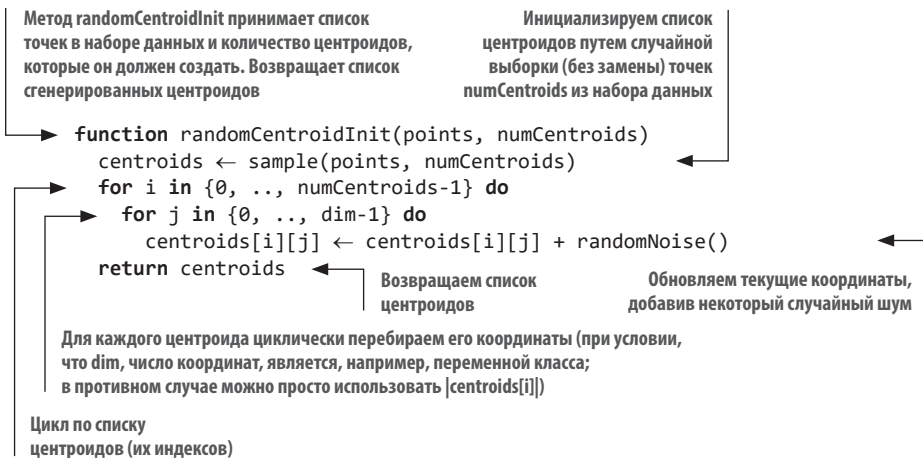 Метод randomCentroidInit принимает список
точек в наборе данных и количество центроидов,
которые он должен создать. Возвращает список
сгенерированных центроидов
Инициализируем список
центроидов путем случайной
выборки (без замены) точек
numCentroids из набора данных
function randomCentroidInit(points, numCentroids)
centroids ← sample(points, numCentroids)
for i in {0, .., numCentroids-1} do
for j in {0, .., dim-1} do
centroids[i][j] ← centroids[i][j] + randomNoise()
return centroids
Возвращаем список
центроидов
Обновляем текущие координаты,
добавив некоторый случайный шум
Для каждого центроида циклически перебираем его координаты (при условии,
что dim, число координат, является, например, переменной класса;
в противном случае можно просто использовать |centroids[i]|)
Цикл по списку
центроидов (их индексов)